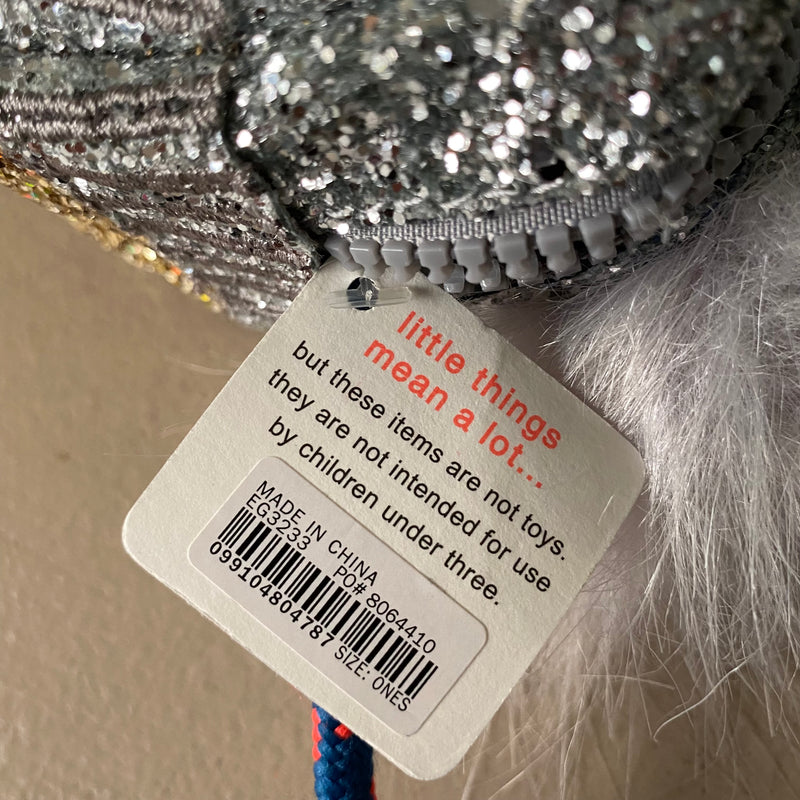 little things
mean a lot...
but these items are not toys.
they are not intended for use
by children under three.
MADE IN CHINA
EG3233 PO# 8064410
099104804787 SIZE: ONES